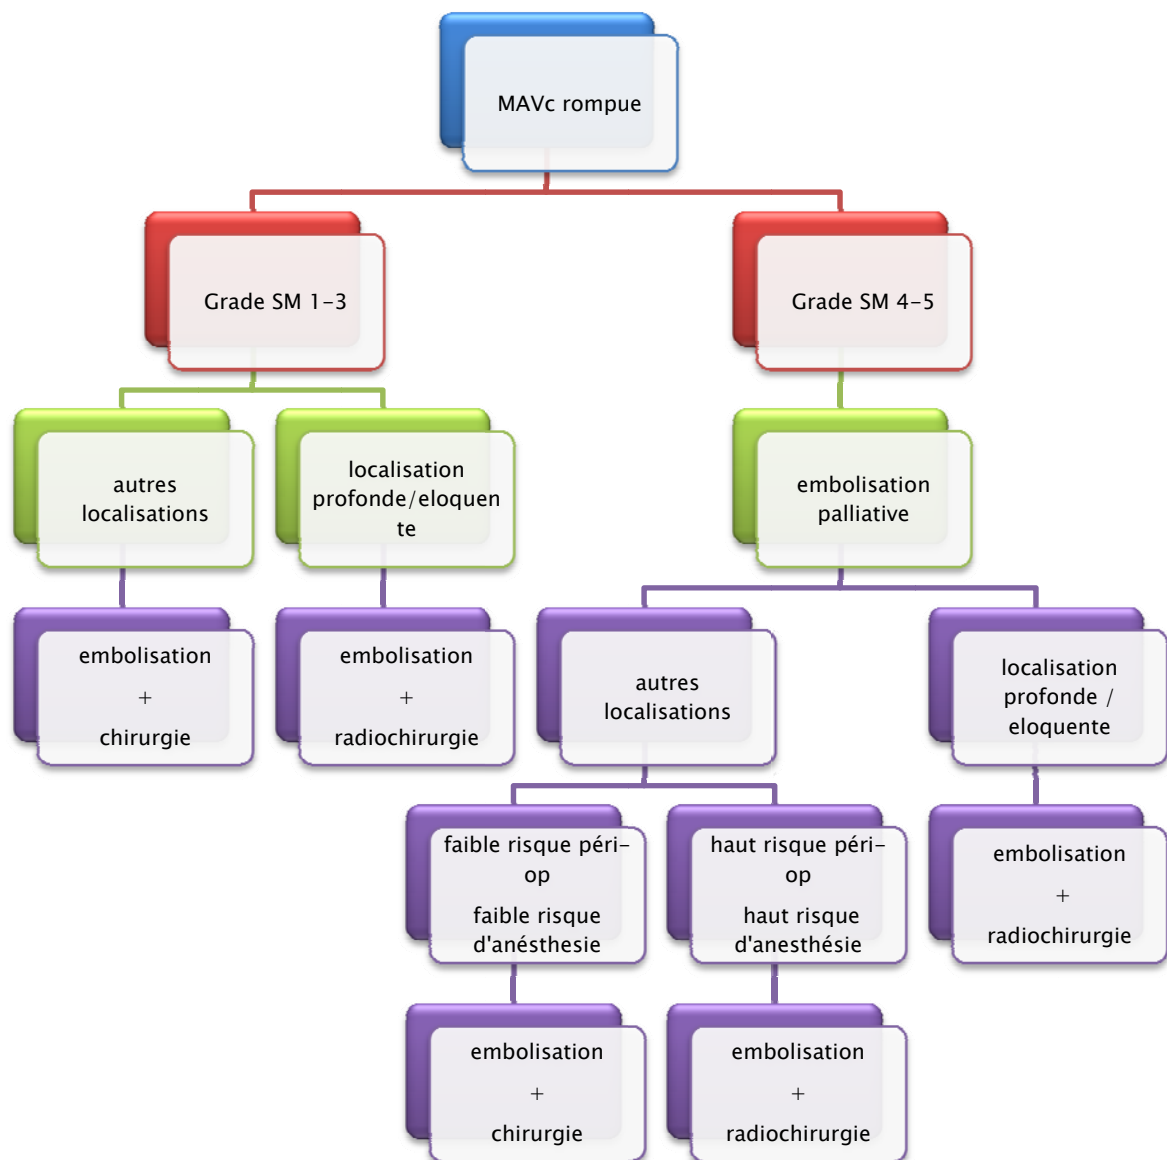 MAVc rompue
Grade SM 1-3
Grade SM 4-5
autres
localisations
localisation
profonde/eloquen
te
embolisation
palliative
embolisation
+
chirurgie
embolisation
+
radiochirurgie
autres
localisations
localisation
profonde /
eloquente
faible risque péri-
op
faible risque
d'anésthesie
haut risque péri-
op
haut risque
d'anesthésie
embolisation
+
radiochirurgie
embolisation
+
chirurgie
embolisation
+
radiochirurgie